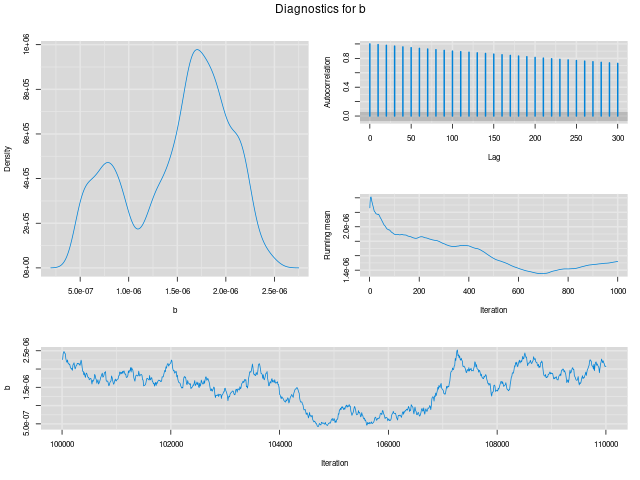 Diagnostics for b
Density
0e+00
2e+05
4e+05
6e+05
8e+05
1e+06
5.0e-07 1.0e-06 1.5e-06 2.0e-06 2.5e-06
b
Autocorrelation
0.0
0.4
0.8
0 50 100 150 200 250 300
Lag
Running mean
1.4e-06
2.0e-06
0 200 400 600 800 1000
Iteration
b
5.0e-07
1.5e-06
2.5e-06
100000 102000 104000 106000 108000 110000
Iteration